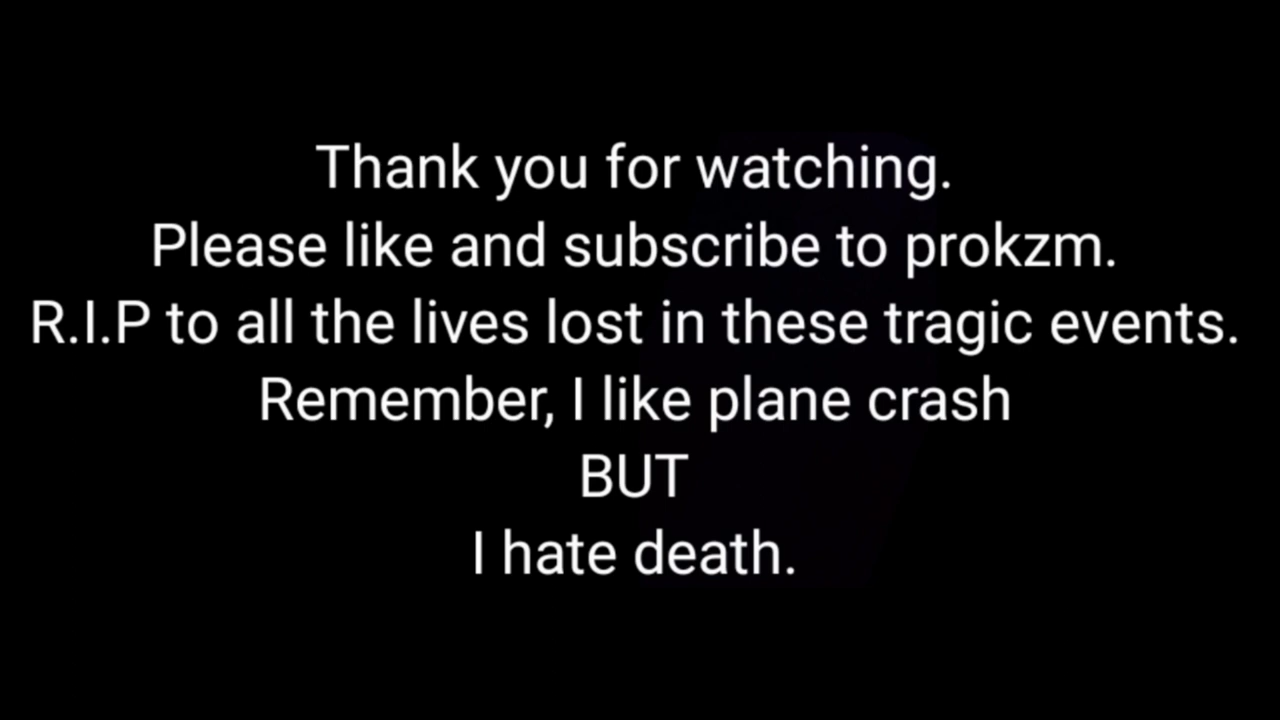 Thank you for watching.
Please like and subscribe to prokzm.
R.I.P to all the lives lost in these tragic events.
Remember, I like plane crash
BUT
I hate death.